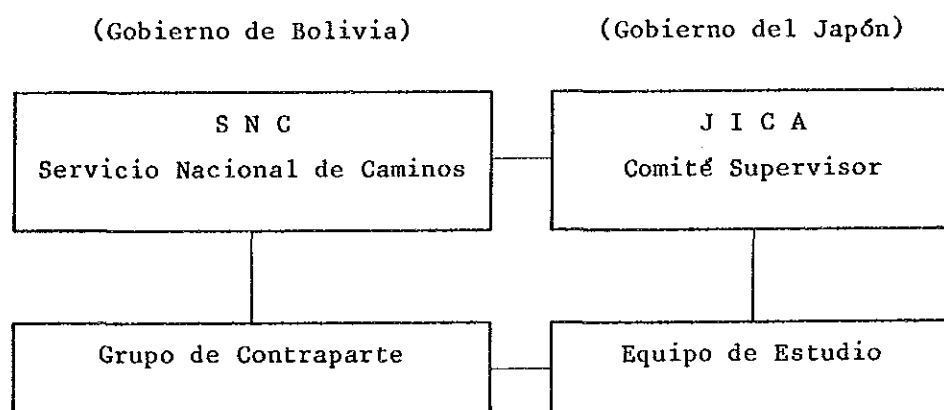 (Gobierno de Bolivia) (Gobierno del Japón)
S N C
Servicio Nacional de Caminos
J I C A
Comité Supervisor
Grupo de Contraparte
Equipo de Estudio